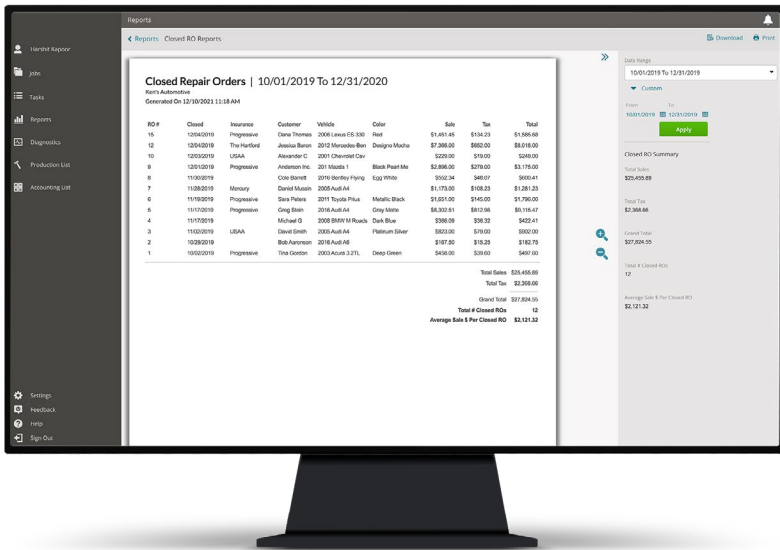 Reports
Harshit Kapoor
Jobs
Tasks
Reports
Diagnostics
Production List
Accounting List
Settings
Feedback
Help
Sign Out
Reports Closed RO Reports
Download Print
Closed Repair Orders | 10/01/2019 To 12/31/2020
Ken's Automotive
Generated On 12/10/2021 11:18 AM
RO # Closed Insurance Customer Vehicle Color Sale Tax Total
15 12/04/2019 Progressive Dana Thomas 2006 Lexus ES 330 Red $1,451.45 $134.23 $1,585.68
12 12/04/2019 The Hartford Jessica Baron 2012 Mercedes-Ben Designo Mocha $7,366.00 $652.00 $8,018.00
10 12/03/2019 USAA Alexander C 2001 Chevrolet Cav $229.00 $19.00 $248.00
9 12/01/2019 Progressive Anderson Inc. 201 Mazda 1 Black Pearl Me $2,896.00 $279.00 $3,175.00
8 11/30/2019 Cole Barrett 2016 Bentley Flying Egg White $552.34 $48.07 $600.41
7 11/28/2019 Mercury Daniel Mussin 2005 Audi A4 $1,173.00 $108.23 $1,281.23
6 11/19/2019 Progressive Sara Peters 2011 Toyota Prius Metallic Black $1,651.00 $145.00 $1,796.00
5 11/17/2019 Progressive Greg Stein 2018 Audi A4 Gray Matte $8,302.51 $812.96 $9,115.47
4 11/17/2019 Michael G 2008 BMW M Roads Dark Blue $386.09 $36.32 $422.41
3 11/02/2019 USAA David Smith 2005 Audi A4 Platinum Silver $823.00 $79.00 $902.00
2 10/29/2019 Bob Aaronson 2016 Audi A6 $167.50 $15.25 $182.75
1 10/02/2019 Progressive Tina Gordon 2003 Acura 3.2TL Deep Green $458.00 $39.60 $497.60
Total Sales $25,455.89
Total Tax $2,368.66
Grand Total $27,824.55
Total # Closed ROs 12
Average Sale $ Per Closed RO $2,121.32
Data Range
10/01/2019 To 12/31/2019
Custom
From To
10/01/2019 12/31/2019
Apply
Closed RO Summary
Total Sales
$25,455.89
Total Tax
$2,368.66
Grand Total
$27,824.55
Total # Closed ROs
12
Average Sale $ Per Closed RO
$2,121.32